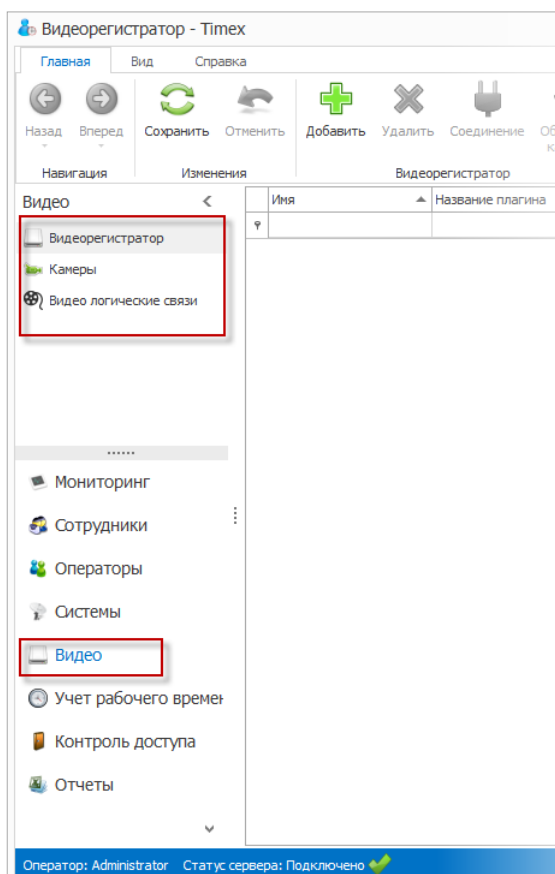 Видеорегистратор - Timex
Главная Вид Справка
Назад Вперед Сохранить Отменить Добавить Удалить Соединение
Навигация Изменения Видеорегистратор
Видео Имя Название плагина
Видеорегистратор
Камеры
Видео логические связи
Мониторинг
Сотрудники
Операторы
Системы
Видео
Учет рабочего времен
Контроль доступа
Отчеты
Оператор: Administrator Статус сервера: Подключено